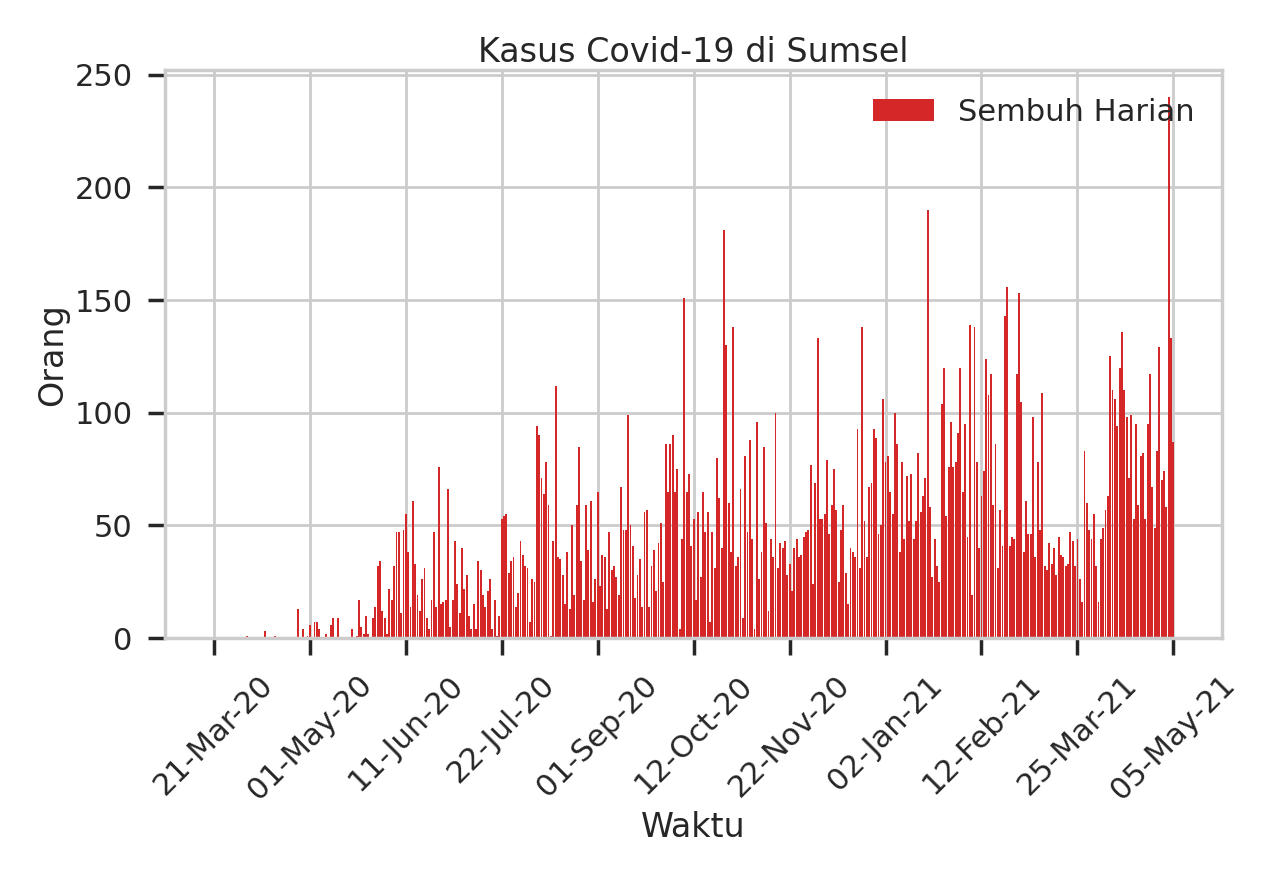 Kasus Covid-19 di Sumsel
Sembuh Harian
Orang
250
200
150
100
50
0
21-Mar-20
01-May-20
11-Jun-20
22-Jul-20
01-Sep-20
12-Oct-20
22-Nov-20
02-Jan-21
12-Feb-21
25-Mar-21
05-May-21
Waktu